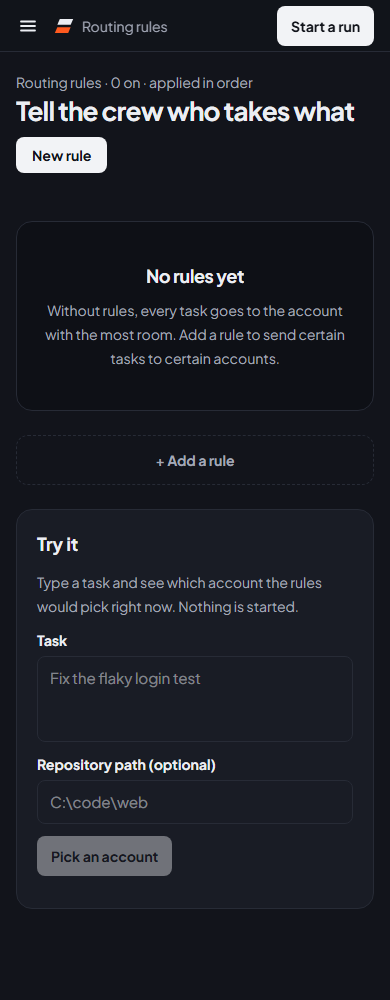 Routing rules
Start a run
Routing rules · 0 on · applied in order
Tell the crew who takes what
New rule
No rules yet
Without rules, every task goes to the account
with the most room. Add a rule to send certain
tasks to certain accounts.
+ Add a rule
Try it
Type a task and see which account the rules
would pick right now. Nothing is started.
Task
Fix the flaky login test
Repository path (optional)
C:\code\web
Pick an account